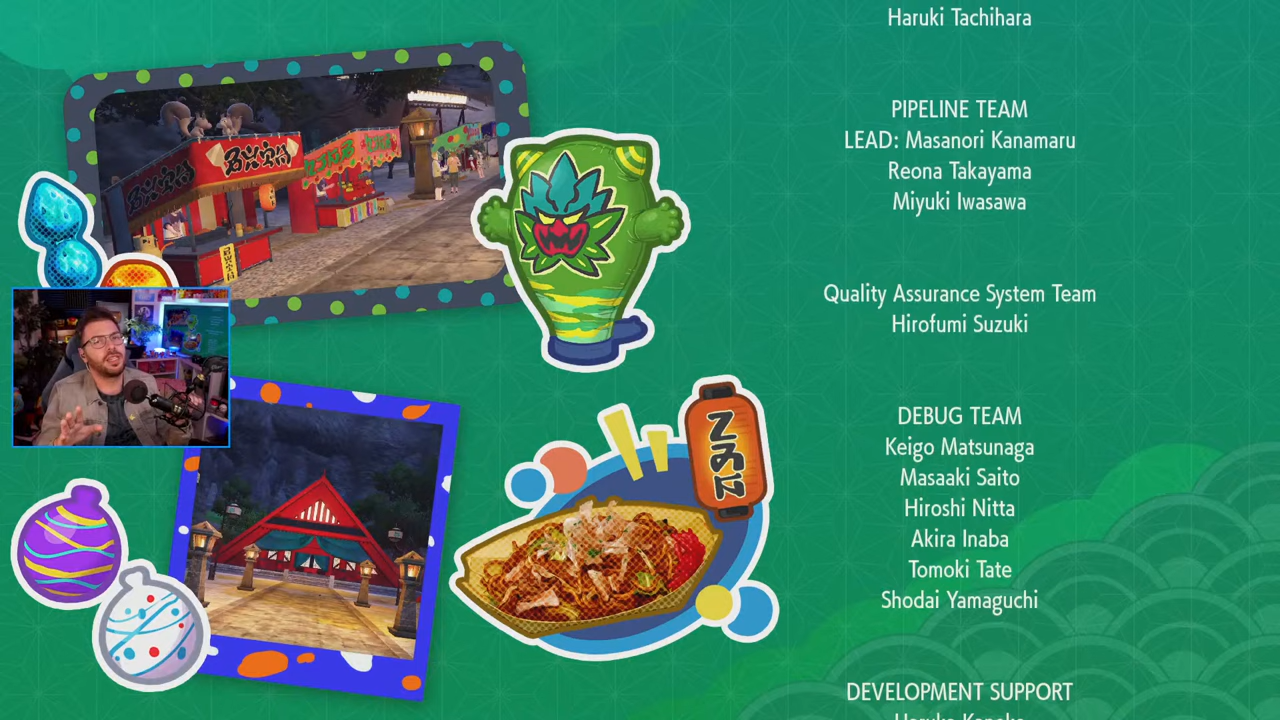 Haruki Tachihara
PIPELINE TEAM
LEAD: Masanori Kanamaru
Reona Takayama
Miyuki Iwasawa
Quality Assurance System Team
Hirofumi Suzuki
DEBUG TEAM
Keigo Matsunaga
Masaaki Saito
Hiroshi Nitta
Akira Inaba
Tomoki Tate
Shodai Yamaguchi
DEVELOPMENT SUPPORT